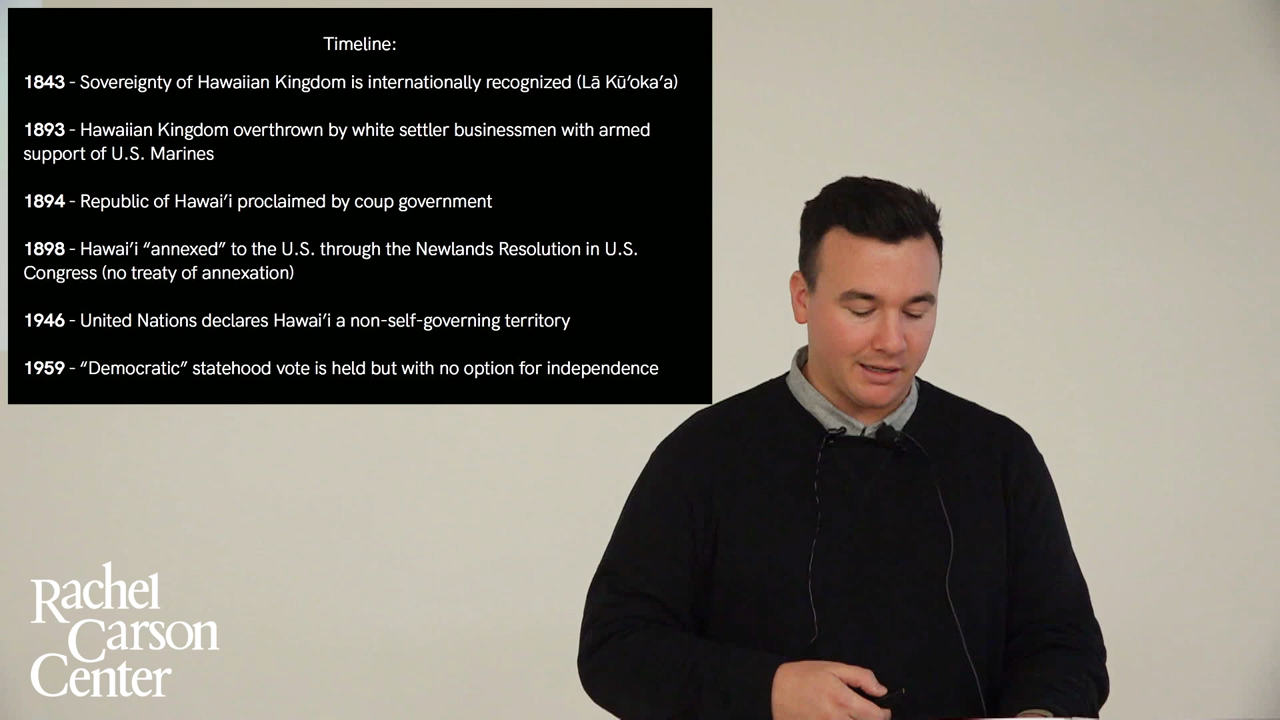 Timeline:
1843 - Sovereignty of Hawaiian Kingdom is internationally recognized (Lā Kūʻokaʻa)
1893 - Hawaiian Kingdom overthrown by white settler businessmen with armed
support of U.S. Marines
1894 - Republic of Hawaiʻi proclaimed by coup government
1898 - Hawaiʻi “annexed” to the U.S. through the Newlands Resolution in U.S.
Congress (no treaty of annexation)
1946 - United Nations declares Hawaiʻi a non-self-governing territory
1959 - “Democratic” statehood vote is held but with no option for independence
Rachel
Carson
Center